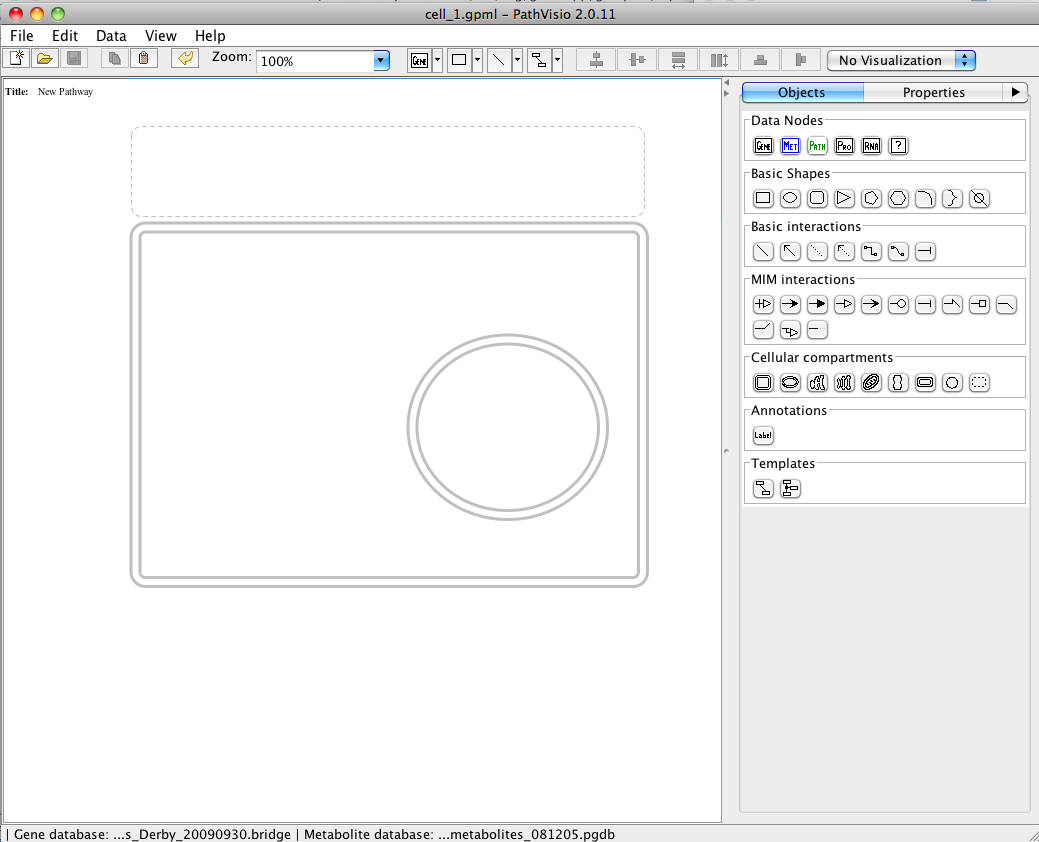 cell_1.gpml – PathVisio 2.0.11
File Edit Data View Help
Zoom: 100% GENE No Visualization
Title: New Pathway
Objects Properties
Data Nodes
GENE MET PATH PRO RNA ?
Basic Shapes
Basic interactions
MIM interactions
Cellular compartments
Annotations
Label
Templates
| Gene database: ...s_Derby_20090930.bridge | Metabolite database: ...metabolites_081205.pgdb